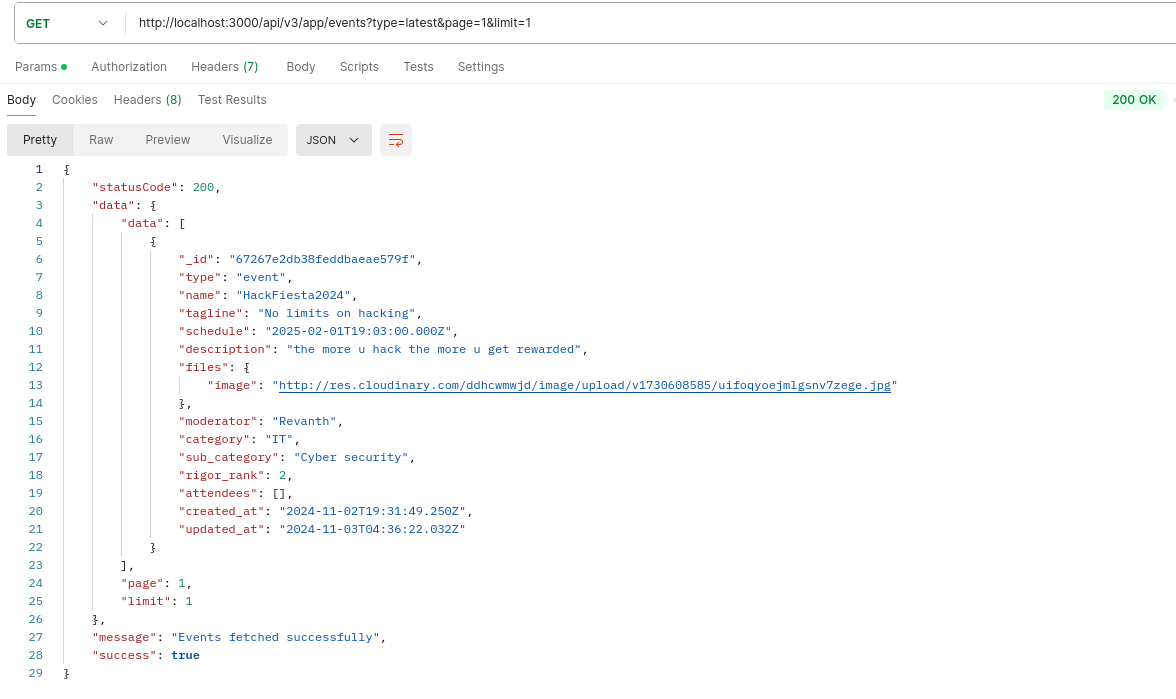 GET http://localhost:3000/api/v3/app/events?type=latest&page=1&limit=1
Params Authorization Headers (7) Body Scripts Tests Settings
Body Cookies Headers (8) Test Results 200 OK
Pretty Raw Preview Visualize JSON
1 {
2 "statusCode": 200,
3 "data": {
4 "data": [
5 {
6 "_id": "67267e2db38feddbaeae579f",
7 "type": "event",
8 "name": "HackFiesta2024",
9 "tagline": "No limits on hacking",
10 "schedule": "2025-02-01T19:03:00.000Z",
11 "description": "the more u hack the more u get rewarded",
12 "files": {
13 "image": "http://res.cloudinary.com/ddhcwmwjd/image/upload/v1730608585/uifoqyoejmlgsnv7zege.jpg"
14 },
15 "moderator": "Revanth",
16 "category": "IT",
17 "sub_category": "Cyber security",
18 "rigor_rank": 2,
19 "attendees": [],
20 "created_at": "2024-11-02T19:31:49.250Z",
21 "updated_at": "2024-11-03T04:36:22.032Z"
22 }
23 ],
24 "page": 1,
25 "limit": 1
26 },
27 "message": "Events fetched successfully",
28 "success": true
29 }